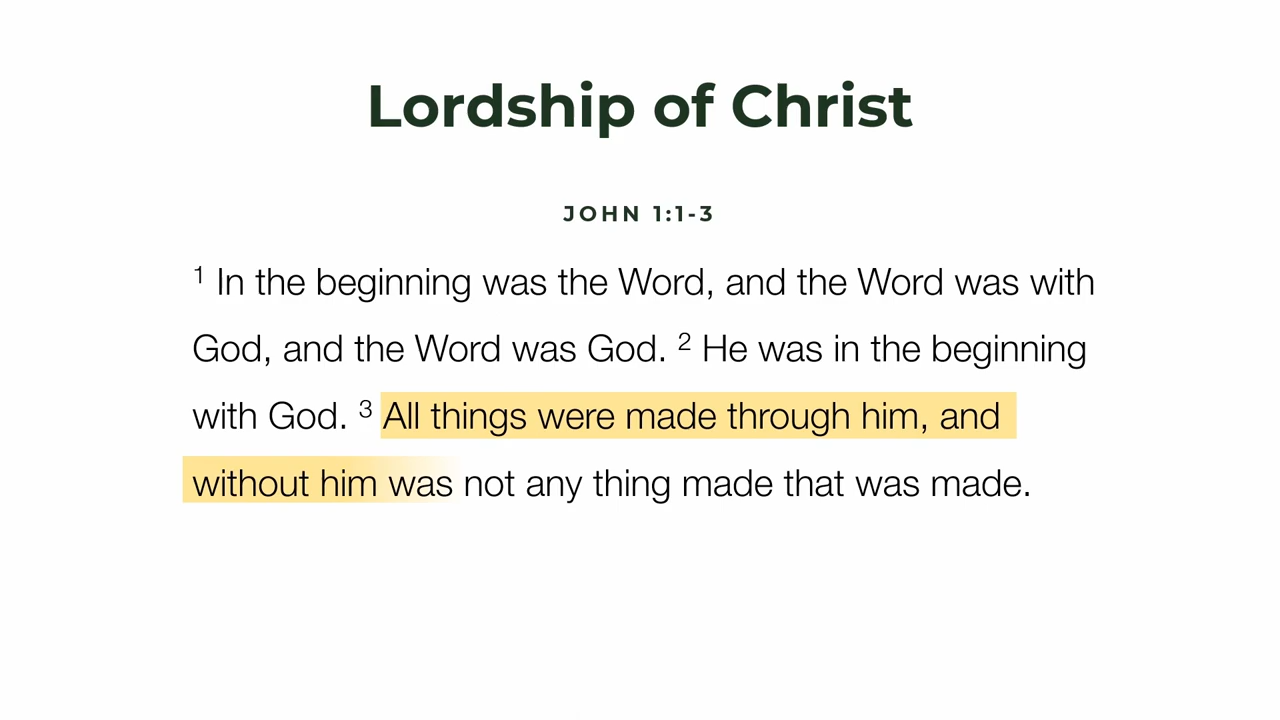 Lordship of Christ
JOHN 1:1-3
1 In the beginning was the Word, and the Word was with
God, and the Word was God. 2 He was in the beginning
with God. 3 All things were made through him, and
without him was not any thing made that was made.